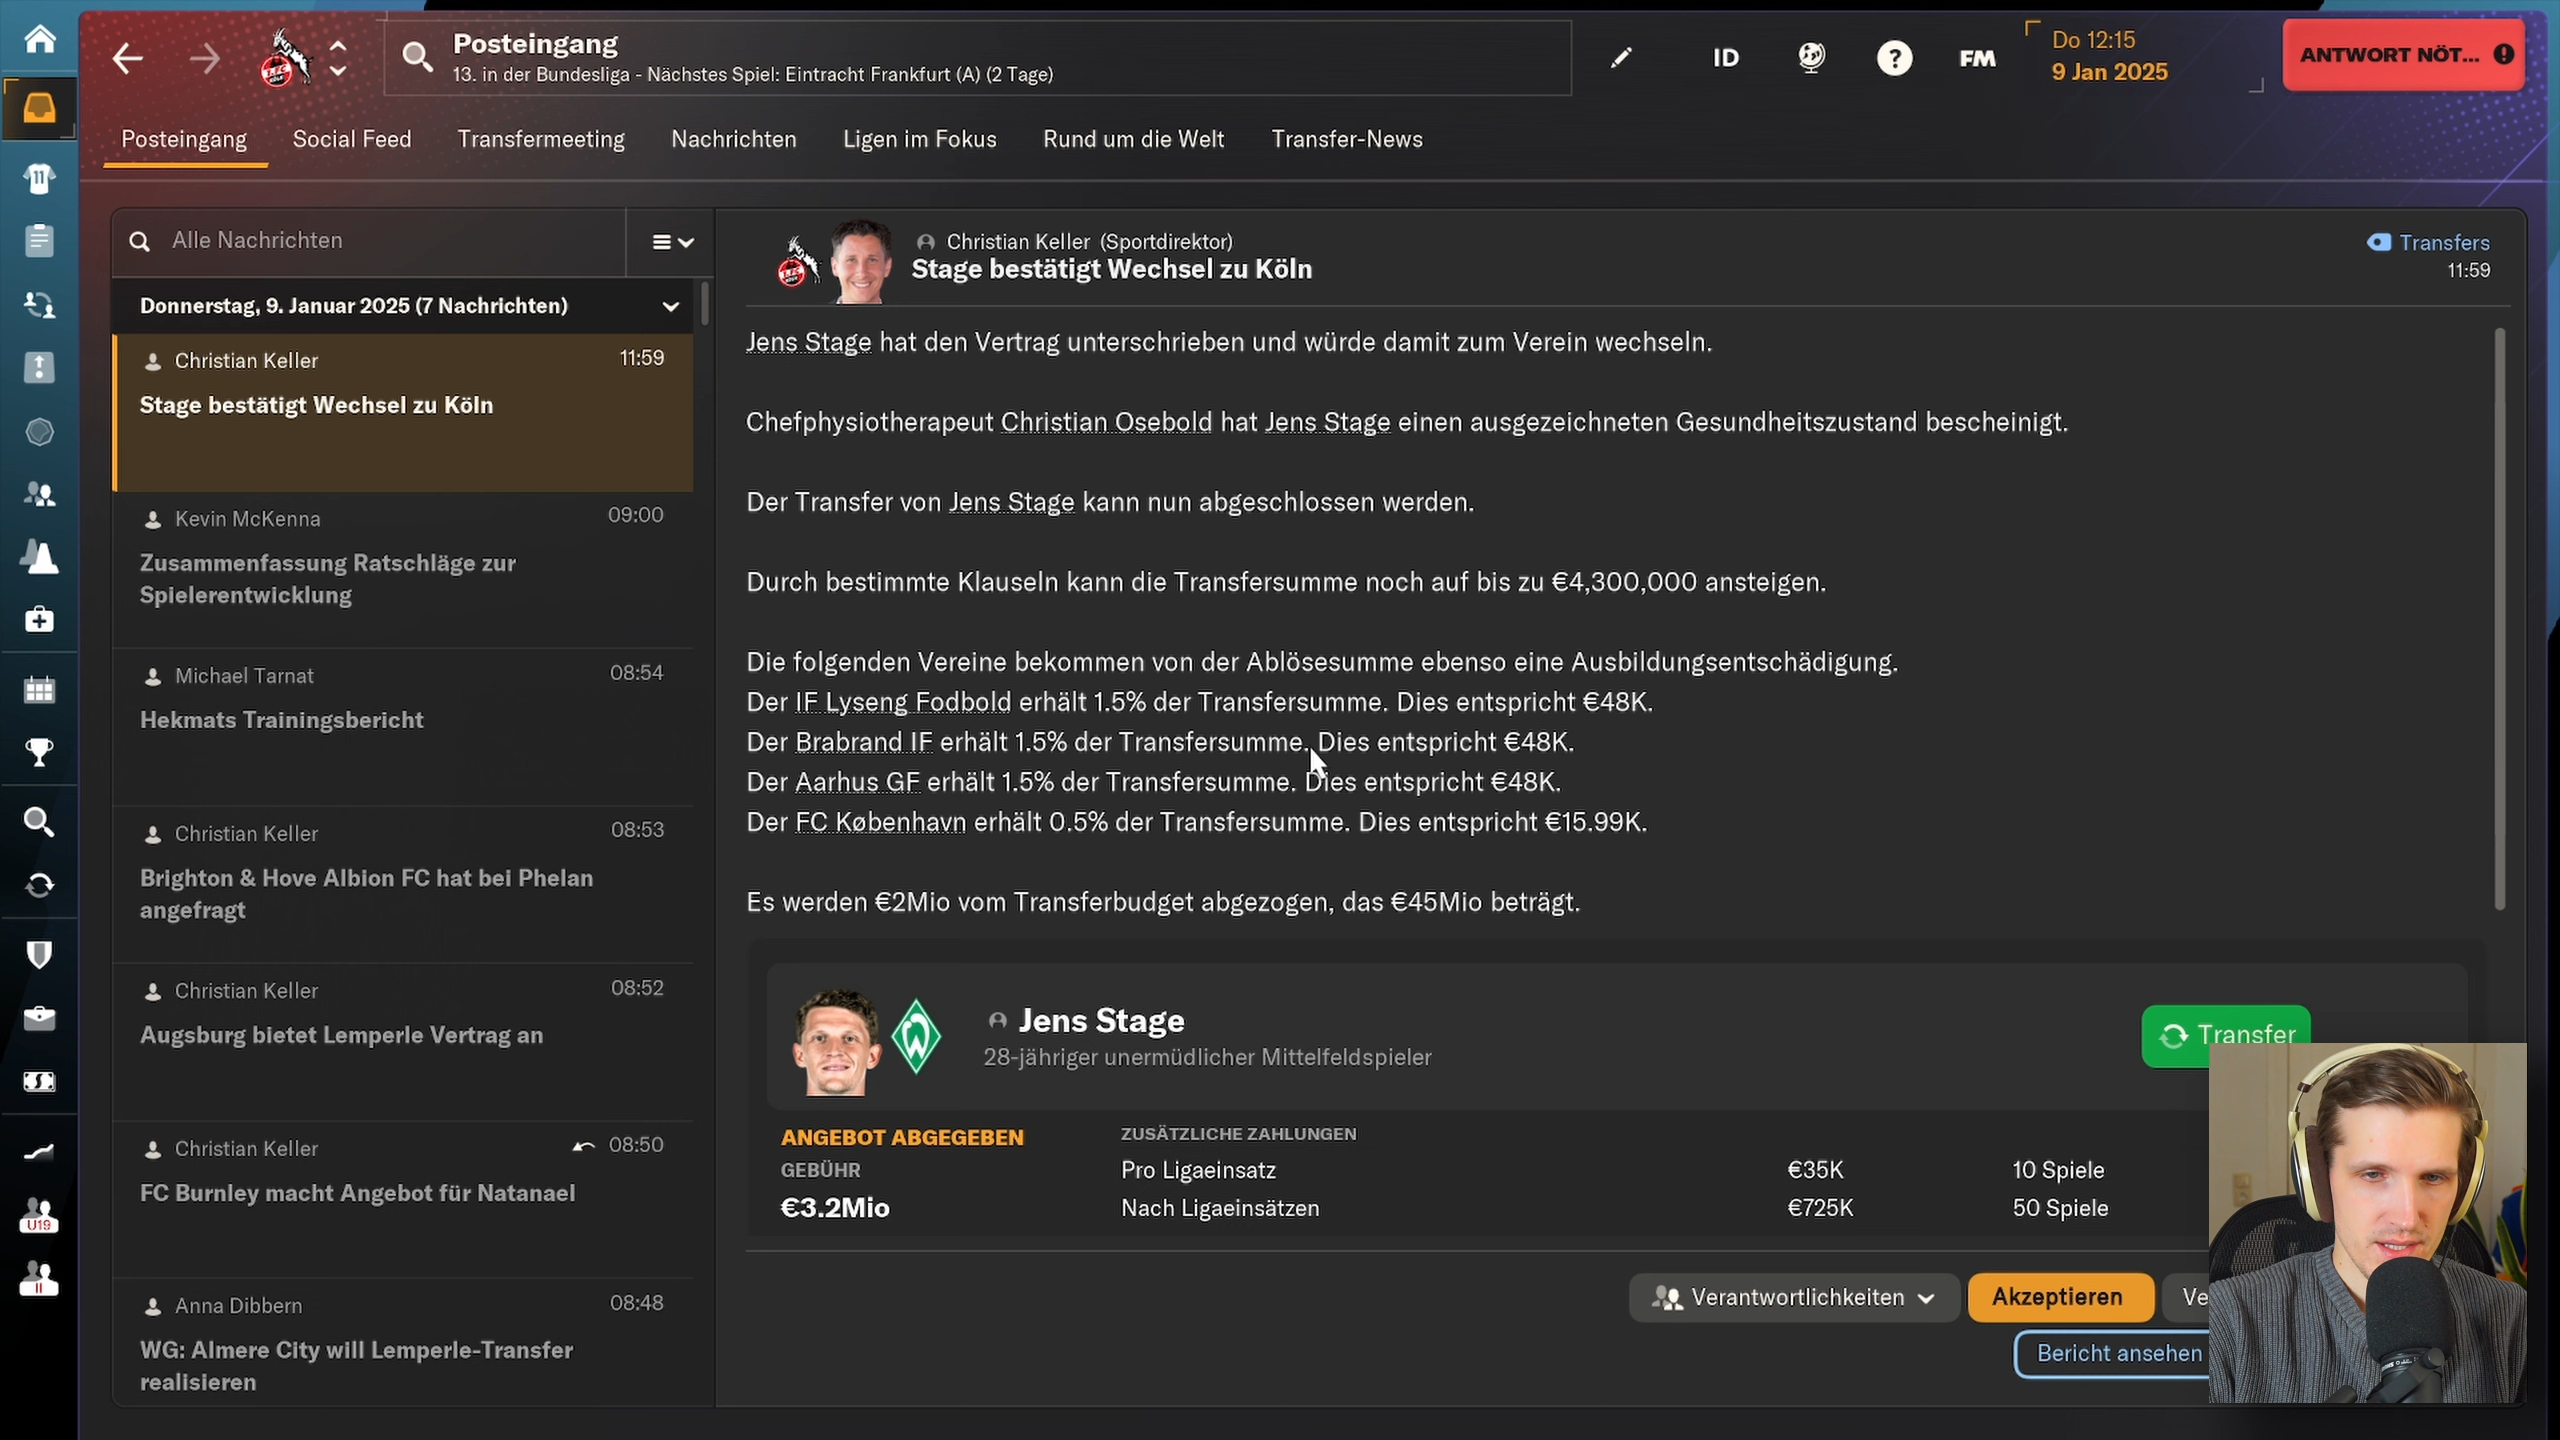 Posteingang
13. in der Bundesliga - Nächstes Spiel: Eintracht Frankfurt (A) (2 Tage)
ID
FM
Do 12:15
9 Jan 2025
ANTWORT NÖT...
Posteingang
Social Feed
Transfermeeting
Nachrichten
Ligen im Fokus
Rund um die Welt
Transfer-News
Alle Nachrichten
Donnerstag, 9. Januar 2025 (7 Nachrichten)
Christian Keller
11:59
Stage bestätigt Wechsel zu Köln
Kevin McKenna
09:00
Zusammenfassung Ratschläge zur
Spielerentwicklung
Michael Tarnat
08:54
Hekmats Trainingsbericht
Christian Keller
08:53
Brighton & Hove Albion FC hat bei Phelan
angefragt
Christian Keller
08:52
Augsburg bietet Lemperle Vertrag an
Christian Keller
08:50
FC Burnley macht Angebot für Natanael
Anna Dibbern
08:48
WG: Almere City will Lemperle-Transfer
realisieren
11
U19
II
Christian Keller (Sportdirektor)
Stage bestätigt Wechsel zu Köln
Transfers
11:59
Jens Stage hat den Vertrag unterschrieben und würde damit zum Verein wechseln.
Chefphysiotherapeut Christian Osebold hat Jens Stage einen ausgezeichneten Gesundheitszustand bescheinigt.
Der Transfer von Jens Stage kann nun abgeschlossen werden.
Durch bestimmte Klauseln kann die Transfersumme noch auf bis zu €4,300,000 ansteigen.
Die folgenden Vereine bekommen von der Ablösesumme ebenso eine Ausbildungsentschädigung.
Der IF Lyseng Fodbold erhält 1.5% der Transfersumme. Dies entspricht €48K.
Der Brabrand IF erhält 1.5% der Transfersumme. Dies entspricht €48K.
Der Aarhus GF erhält 1.5% der Transfersumme. Dies entspricht €48K.
Der FC København erhält 0.5% der Transfersumme. Dies entspricht €15.99K.
Es werden €2Mio vom Transferbudget abgezogen, das €45Mio beträgt.
Jens Stage
28-jähriger unermüdlicher Mittelfeldspieler
Transfer
ANGEBOT ABGEGEBEN
GEBÜHR
€3.2Mio
ZUSÄTZLICHE ZAHLUNGEN
Pro Ligaeinsatz €35K 10 Spiele
Nach Ligaeinsätzen €725K 50 Spiele
Verantwortlichkeiten
Akzeptieren
Ve
Bericht ansehen